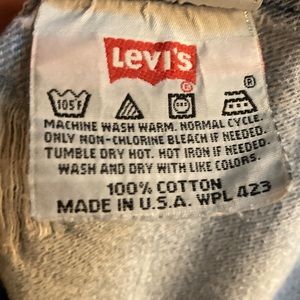 Levi's
®
105F ®
MACHINE WASH WARM. NORMAL CYCLE.
ONLY NON-CHLORINE BLEACH IF NEEDED.
TUMBLE DRY HOT. HOT IRON IF NEEDED.
WASH AND DRY WITH LIKE COLORS.
100% COTTON
MADE IN U.S.A. WPL 423